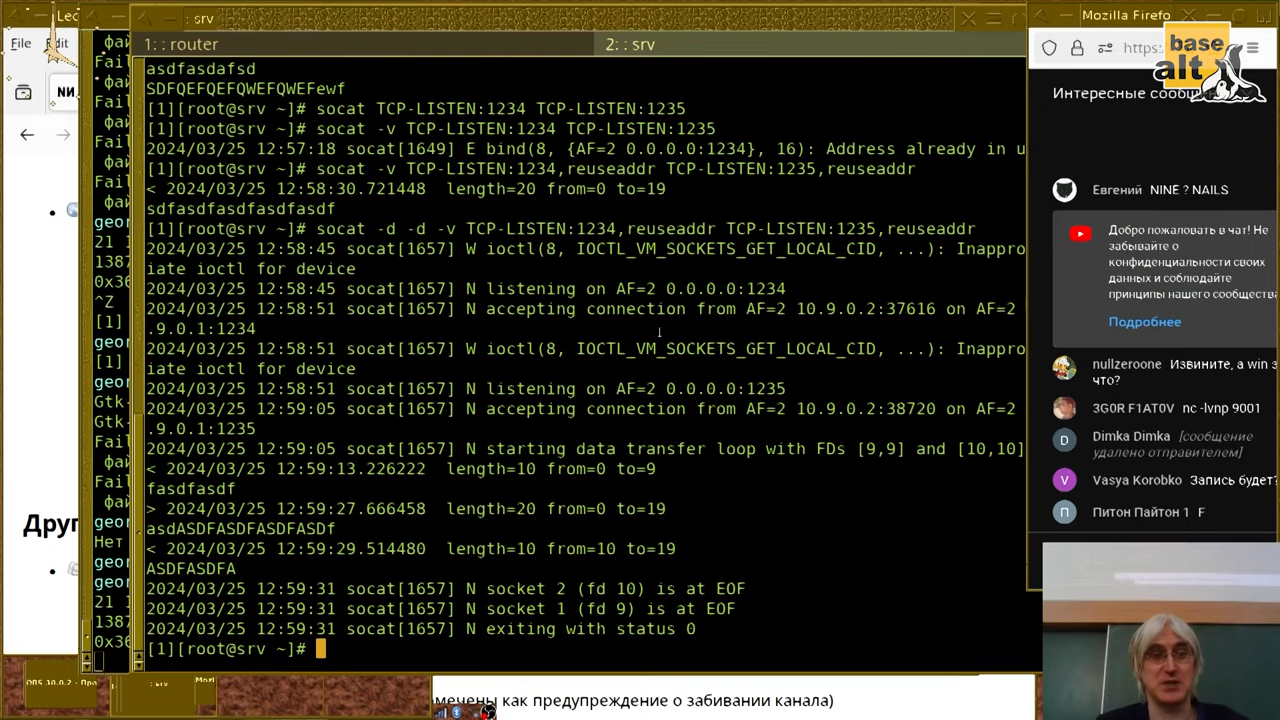 : srv
Mozilla Firefo
File Edit
1: : router
2: : srv
base
alt
https:
asdfasdafsd
SDFQEFQEFQWEFQWEFewf
[1][root@srv ~]# socat TCP-LISTEN:1234 TCP-LISTEN:1235
[1][root@srv ~]# socat -v TCP-LISTEN:1234 TCP-LISTEN:1235
2024/03/25 12:57:18 socat[1649] E bind(8, {AF=2 0.0.0.0:1234}, 16): Address already in u
[1][root@srv ~]# socat -v TCP-LISTEN:1234,reuseaddr TCP-LISTEN:1235,reuseaddr
< 2024/03/25 12:58:30.721448  length=20 from=0 to=19
sdfasdfasdfasdfasdf
[1][root@srv ~]# socat -d -d -v TCP-LISTEN:1234,reuseaddr TCP-LISTEN:1235,reuseaddr
2024/03/25 12:58:45 socat[1657] W ioctl(8, IOCTL_VM_SOCKETS_GET_LOCAL_CID, ...): Inappro
iate ioctl for device
2024/03/25 12:58:45 socat[1657] N listening on AF=2 0.0.0.0:1234
2024/03/25 12:58:51 socat[1657] N accepting connection from AF=2 10.9.0.2:37616 on AF=2
.9.0.1:1234
2024/03/25 12:58:51 socat[1657] W ioctl(8, IOCTL_VM_SOCKETS_GET_LOCAL_CID, ...): Inappro
iate ioctl for device
2024/03/25 12:58:51 socat[1657] N listening on AF=2 0.0.0.0:1235
2024/03/25 12:59:05 socat[1657] N accepting connection from AF=2 10.9.0.2:38720 on AF=2
.9.0.1:1235
2024/03/25 12:59:05 socat[1657] N starting data transfer loop with FDs [9,9] and [10,10]
< 2024/03/25 12:59:13.226222  length=10 from=0 to=9
fasdfasdf
> 2024/03/25 12:59:27.666458  length=20 from=0 to=19
asdASDFASDFASDFASDf
< 2024/03/25 12:59:29.514480  length=10 from=10 to=19
ASDFASDFA
2024/03/25 12:59:31 socat[1657] N socket 2 (fd 10) is at EOF
2024/03/25 12:59:31 socat[1657] N socket 1 (fd 9) is at EOF
2024/03/25 12:59:31 socat[1657] N exiting with status 0
[1][root@srv ~]#
Интересные сообщ
Евгений NINE ? NAILS
Добро пожаловать в чат! Не
забывайте о
конфиденциальности своих
данных и соблюдайте
принципы нашего сообщества
Подробнее
nullzeroone Извините, а win з
что?
3G0R F1AT0V nc -lvnp 9001
Dimka Dimka [сообщение
удалено отправителем]
Vasya Korobko Запись будет?
Питон Пайтон 1 F
Друг
мечены как предупреждение о забивании канала)